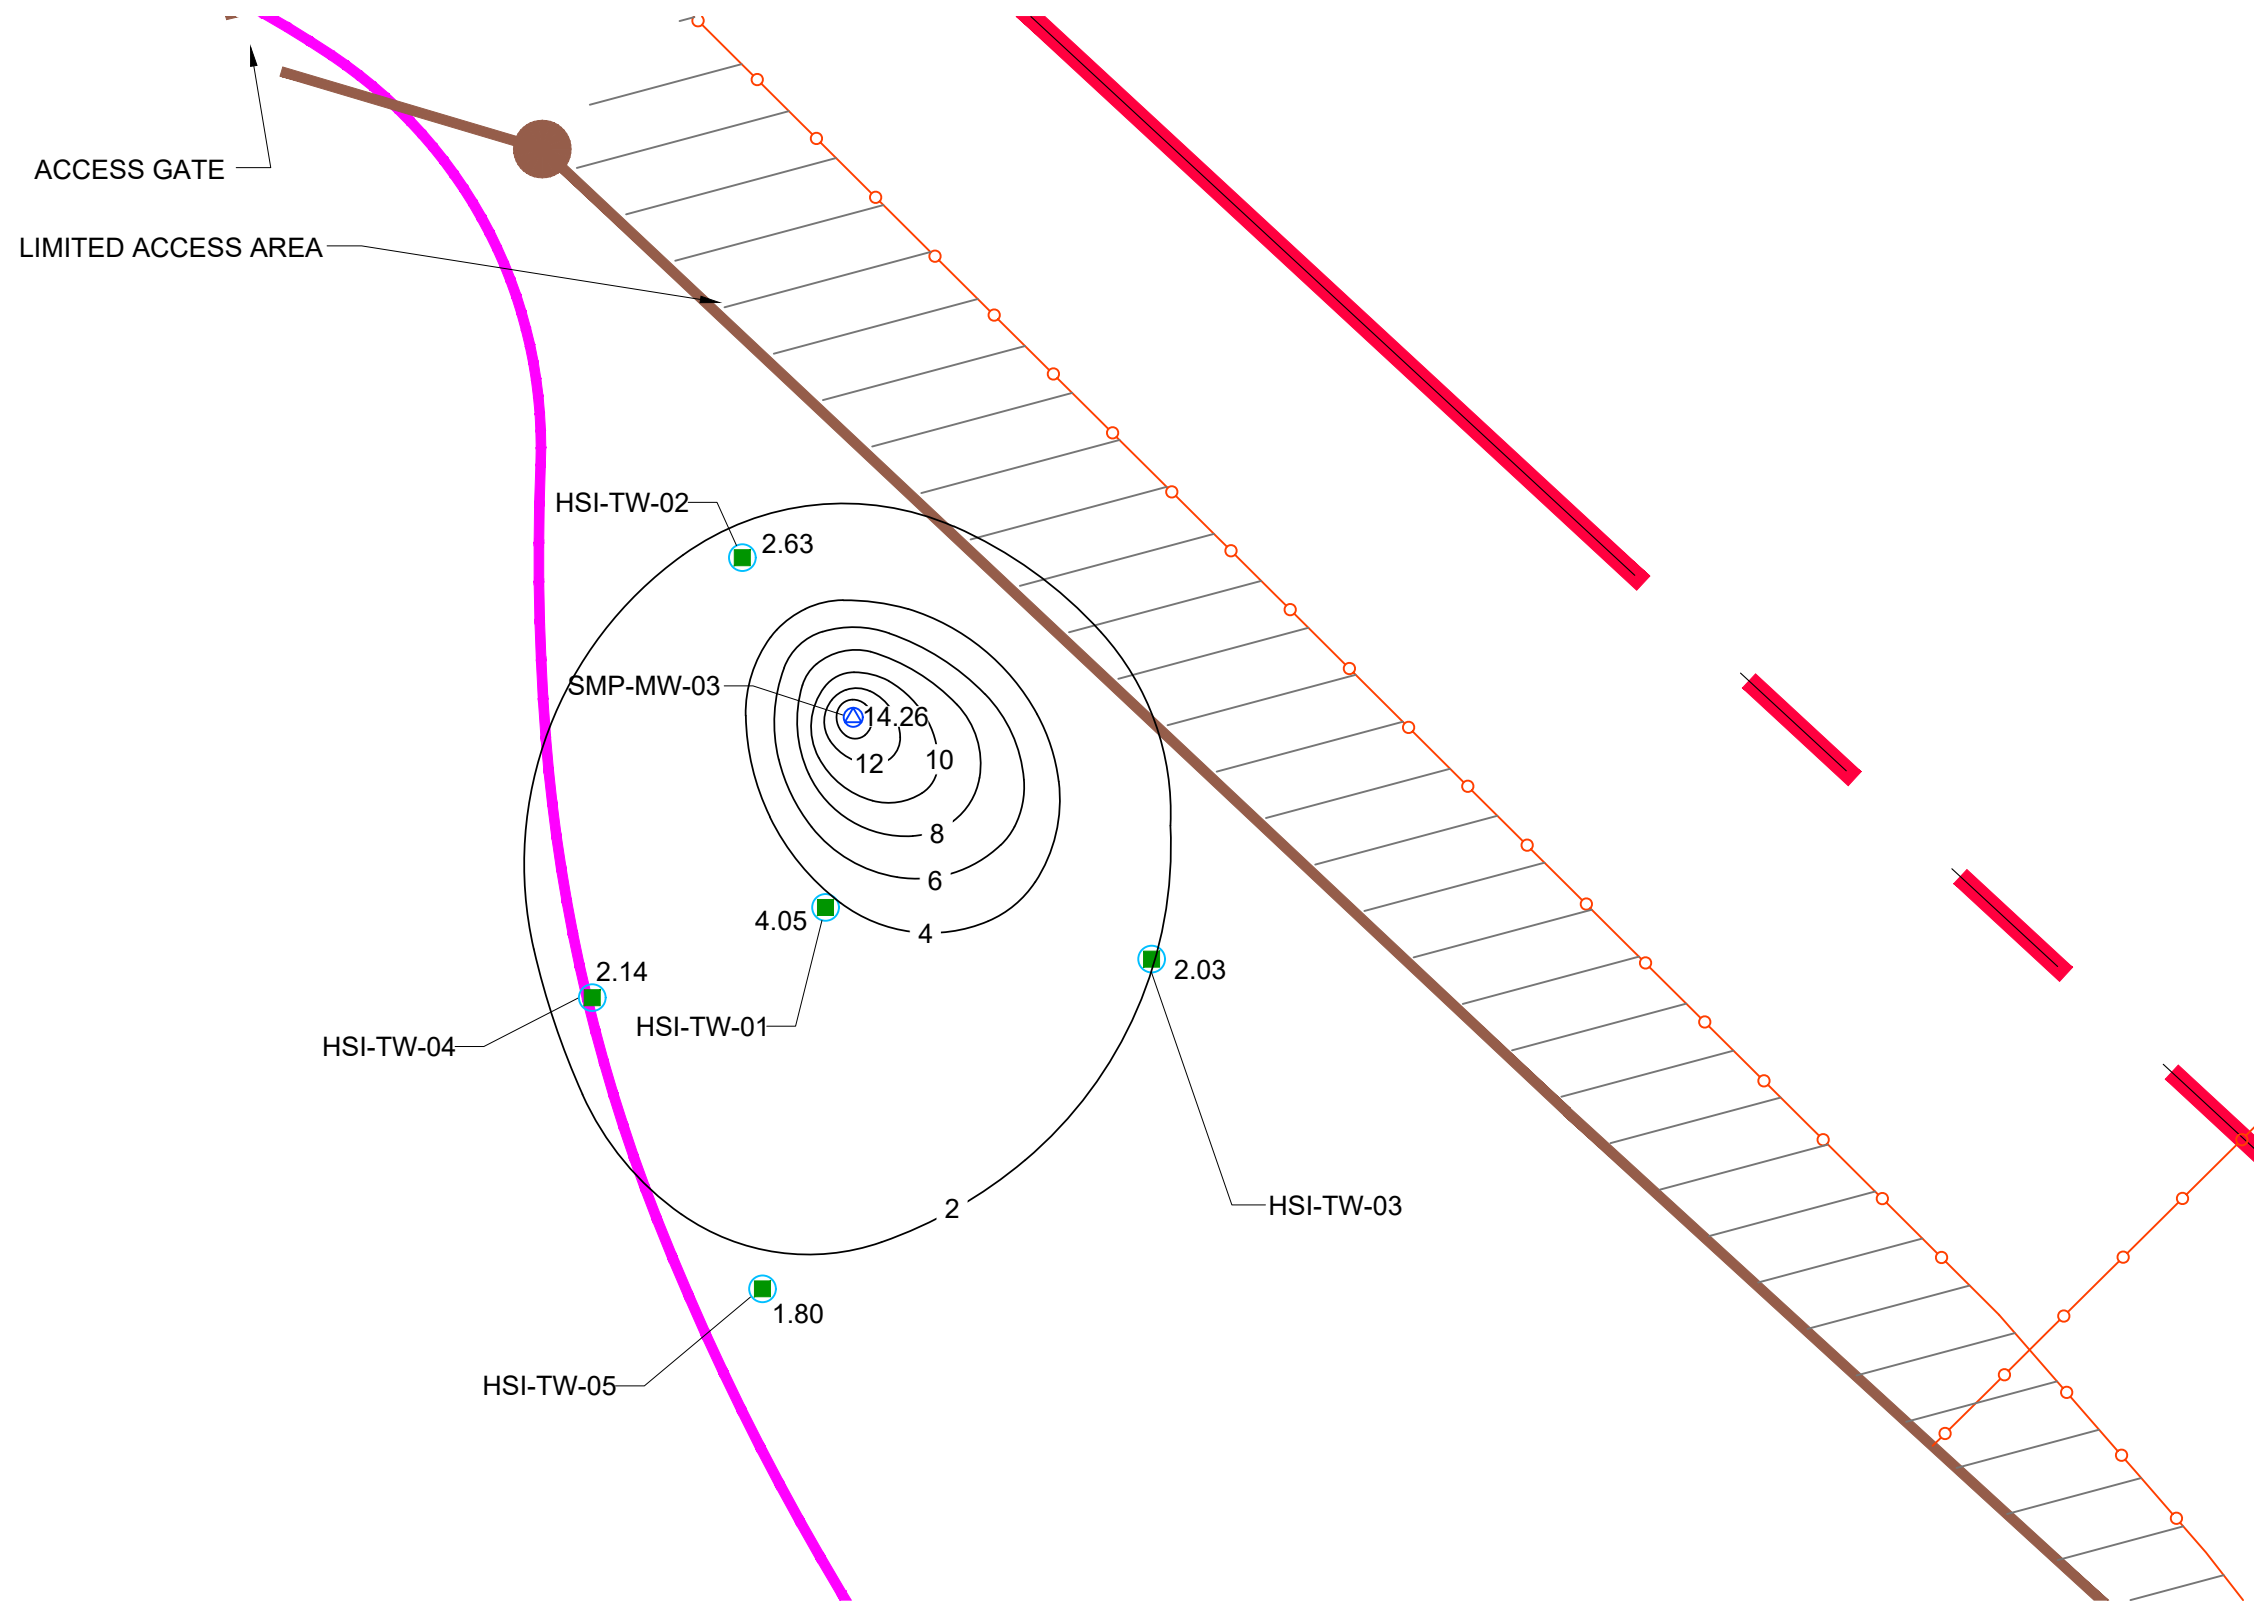 ACCESS GATE
LIMITED ACCESS AREA
HSI-TW-02
2.63
SMP-MW-03
14.26
12
10
8
6
4.05
4
2.14
2.03
HSI-TW-01
HSI-TW-04
2
HSI-TW-03
1.80
HSI-TW-05